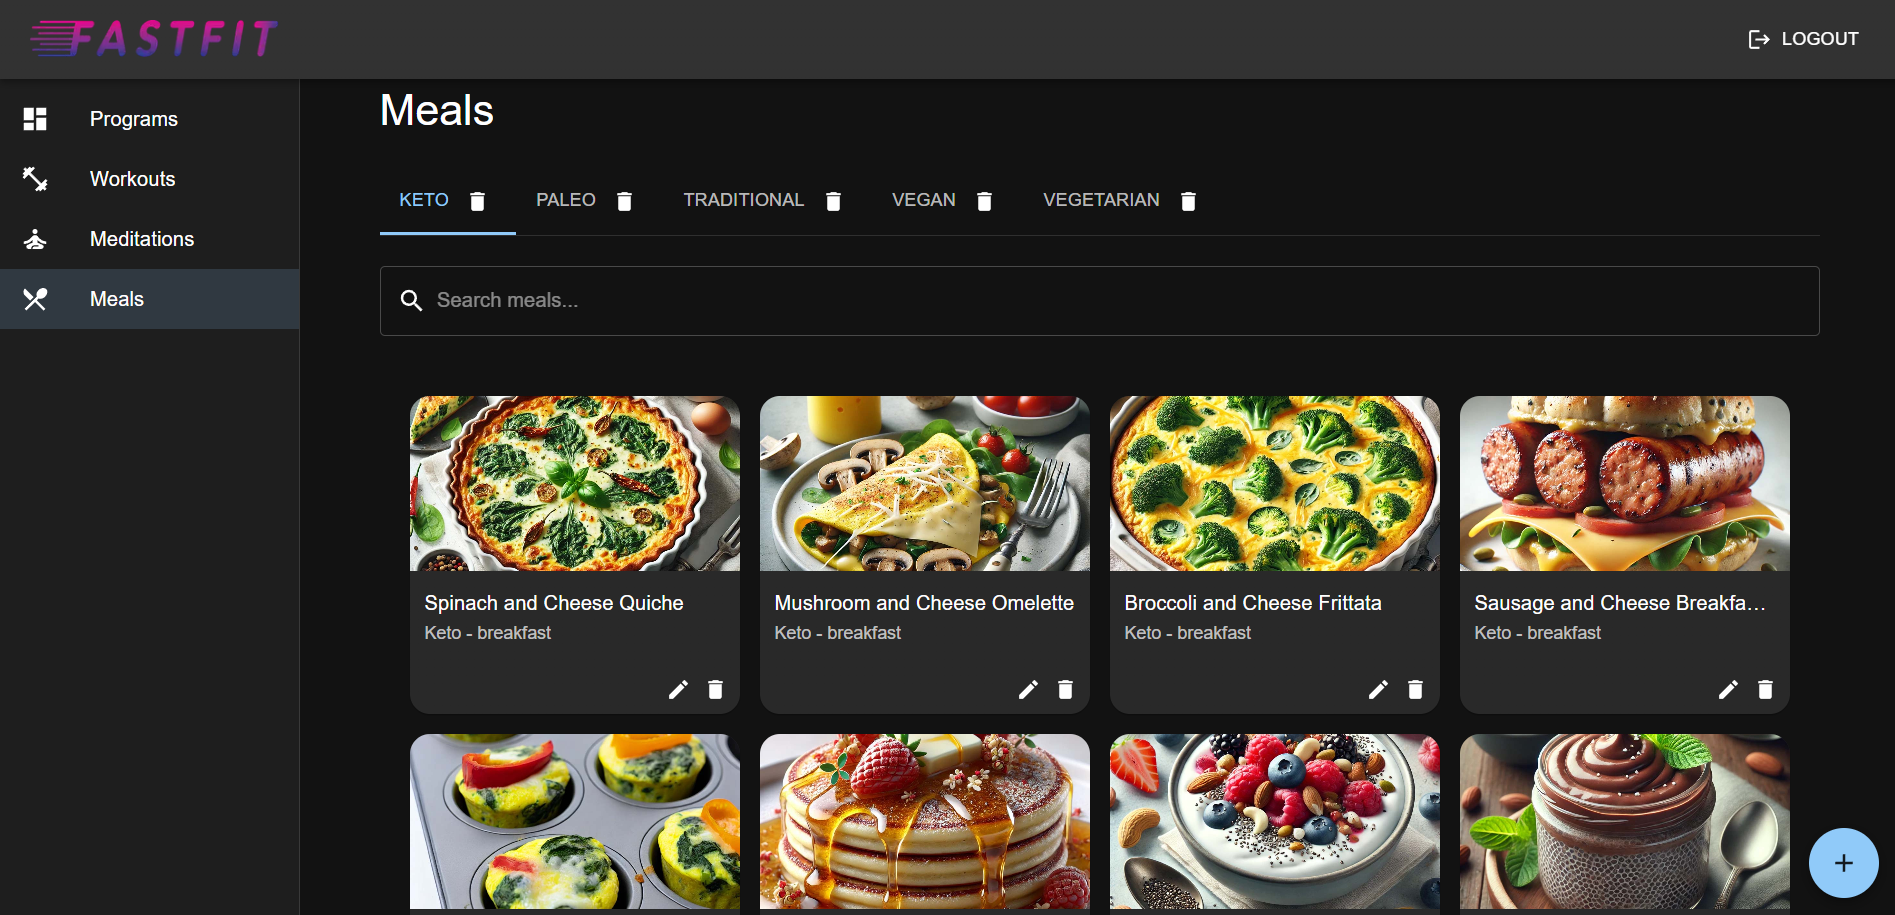 FASTFIT
LOGOUT
Programs
Workouts
Meditations
Meals
Meals
KETO PALEO TRADITIONAL VEGAN VEGETARIAN
Search meals...
Spinach and Cheese Quiche
Keto - breakfast
Mushroom and Cheese Omelette
Keto - breakfast
Broccoli and Cheese Frittata
Keto - breakfast
Sausage and Cheese Breakfa...
Keto - breakfast